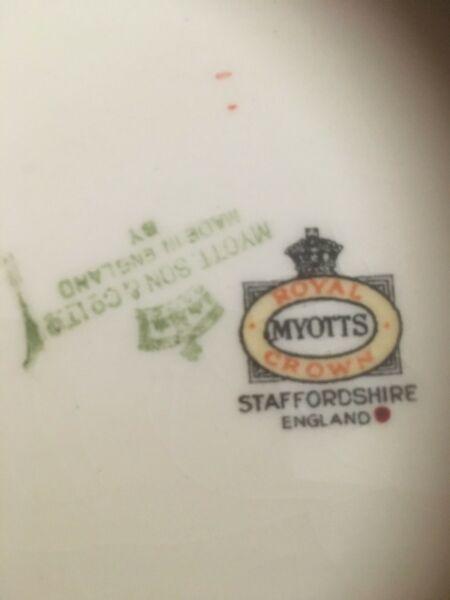 ROYAL
MYOTTS
CROWN
STAFFORDSHIRE
ENGLAND
BY
MADE IN ENGLAND
MYOTT. SON & CO LTD